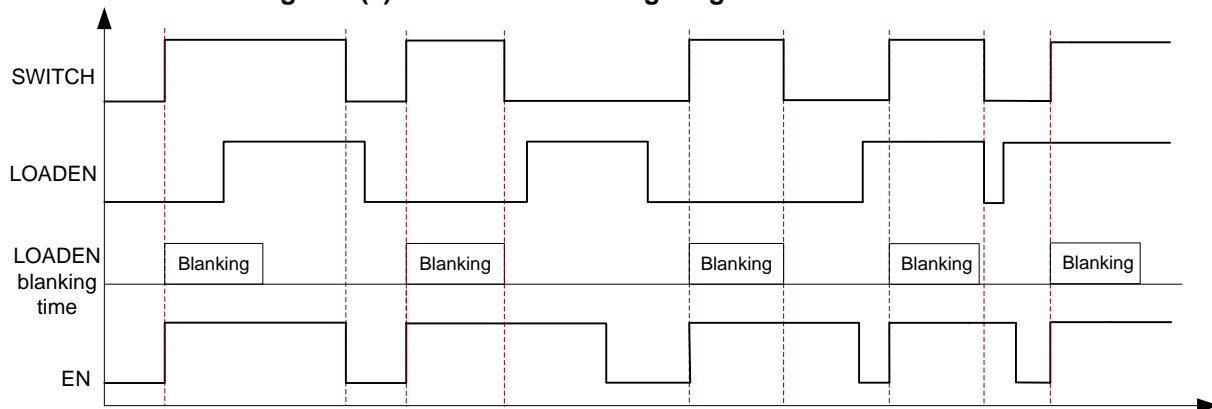 SWITCH
LOADEN
LOADEN
blanking
time
Blanking
Blanking
Blanking
Blanking
Blanking
EN